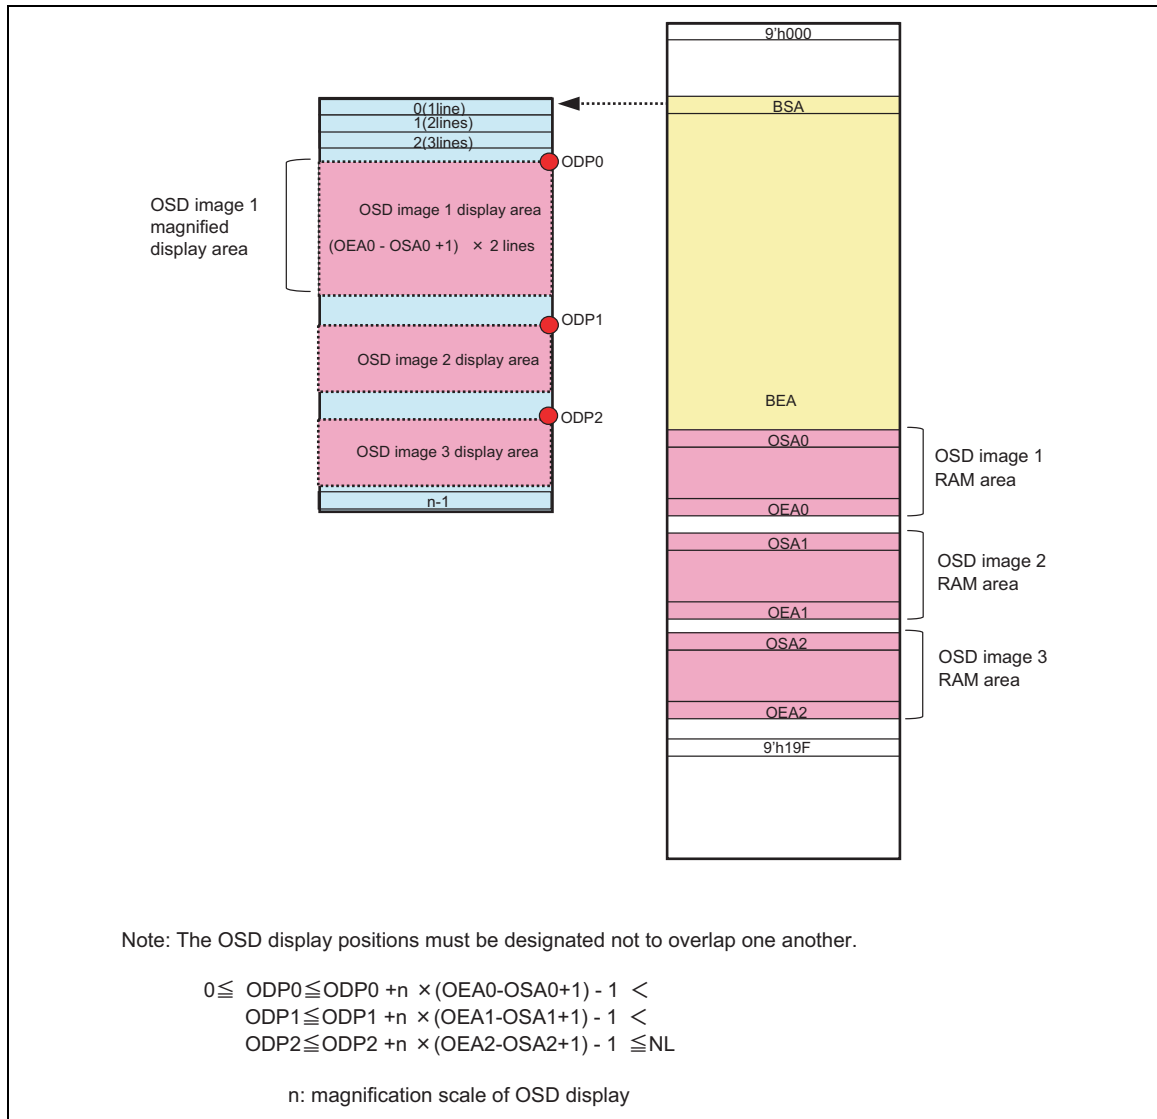 9'h000
BSA
0(1line)
1(2lines)
2(3lines)
ODP0
OSD image 1
magnified
display area
OSD image 1 display area
(OEA0 - OSA0 +1) × 2 lines
ODP1
OSD image 2 display area
ODP2
OSD image 3 display area
n-1
BEA
OSA0
OEA0
OSD image 1
RAM area
OSA1
OEA1
OSD image 2
RAM area
OSA2
OEA2
OSD image 3
RAM area
9'h19F
Note: The OSD display positions must be designated not to overlap one another.
0≦ ODP0≦ODP0 +n ×(OEA0-OSA0+1) - 1 <
ODP1≦ODP1 +n ×(OEA1-OSA1+1) - 1 <
ODP2≦ODP2 +n ×(OEA2-OSA2+1) - 1 ≦NL
n: magnification scale of OSD display